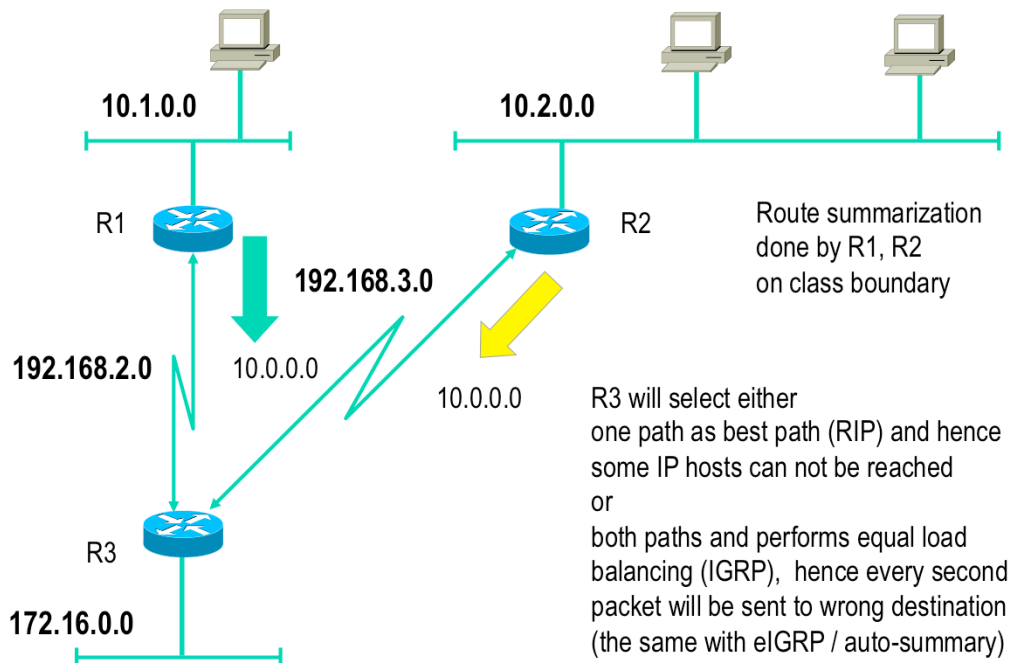 10.1.0.0
10.2.0.0
R1
R2
Route summarization
done by R1, R2
on class boundary
192.168.3.0
192.168.2.0
10.0.0.0
10.0.0.0
R3 will select either
one path as best path (RIP) and hence
some IP hosts can not be reached
or
both paths and performs equal load
balancing (IGRP),  hence every second
packet will be sent to wrong destination
(the same with eIGRP / auto-summary)
R3
172.16.0.0